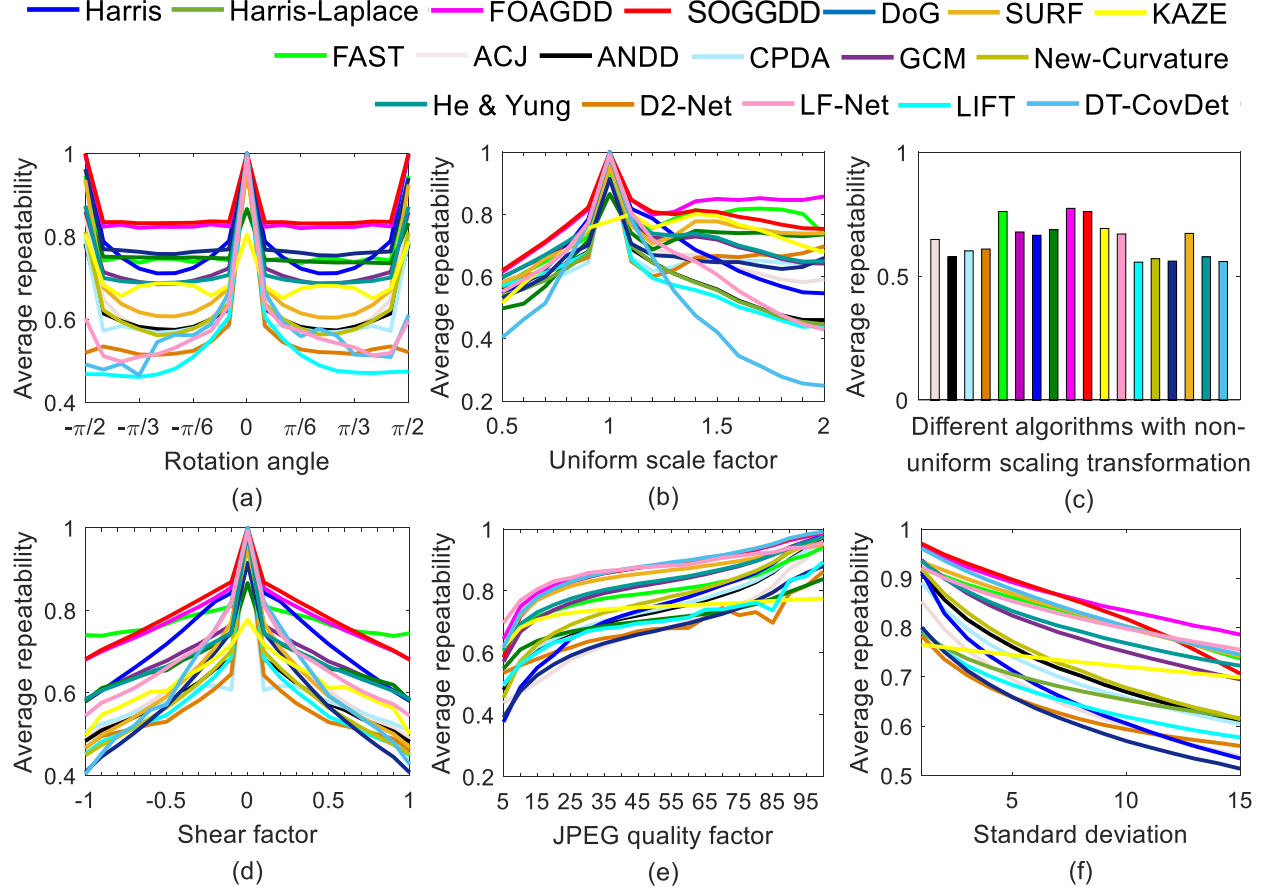 Harris Harris-Laplace FOAGDD SOGGDD DoG SURF KAZE
FAST ACJ ANDD CPDA GCM New-Curvature
He & Yung D2-Net LF-Net LIFT DT-CovDet
Average repeatability
1
0.8
0.6
0.4
-π/2 -π/3 -π/6 0 π/6 π/3 π/2
Rotation angle
(a)
Average repeatability
1
0.8
0.6
0.4
0.2
0.5 1 1.5 2
Uniform scale factor
(b)
Average repeatability
1
0.5
0
Different algorithms with non-
uniform scaling transformation
(c)
Average repeatability
1
0.8
0.6
0.4
-1 -0.5 0 0.5 1
Shear factor
(d)
Average repeatability
1
0.8
0.6
0.4
0.2
5 15 25 35 45 55 65 75 85 95
JPEG quality factor
(e)
Average repeatability
1
0.9
0.8
0.7
0.6
0.5
5 10 15
Standard deviation
(f)